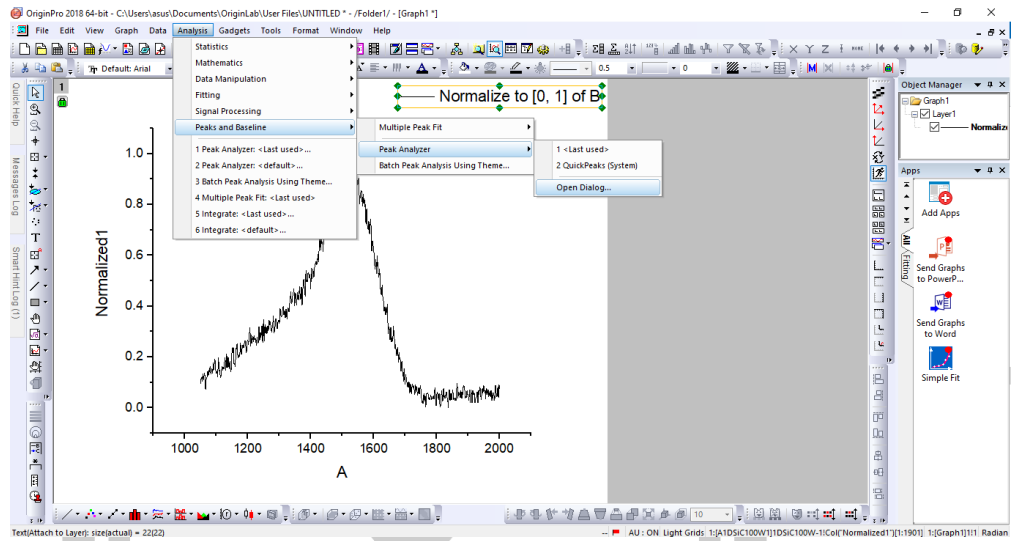 OriginPro 2018 64-bit - C:\Users\asus\Documents\OriginLab\User Files\UNTITLED * - /Folder1/ - [Graph1 *]
File Edit View Graph Data Analysis Gadgets Tools Format Window Help
Default: Arial
0.5
0
Statistics
Mathematics
Data Manipulation
Fitting
Signal Processing
Peaks and Baseline
1 Peak Analyzer: <Last used>...
2 Peak Analyzer: <default>...
3 Batch Peak Analysis Using Theme...
4 Multiple Peak Fit: <Last used>
5 Integrate: <Last used>...
6 Integrate: <default>...
Multiple Peak Fit
Peak Analyzer
Batch Peak Analysis Using Theme...
1 <Last used>
2 QuickPeaks (System)
Open Dialog...
Quick Help
Messages Log
Smart Hint Log (1)
1
Normalize to [0, 1] of B
1.0
0.8
0.6
0.4
0.2
0.0
Normalized1
1000 1200 1400 1600 1800 2000
A
Object Manager
Graph1
Layer1
Normaliz
Apps
All
Fitting
Add Apps
Send Graphs
to PowerP...
Send Graphs
to Word
Simple Fit
10
Text(Attach to Layer): size(actual) = 22(22)
-- AU : ON Light Grids 1:[A1DSiC100W1]1DSiC100W-1!Col("Normalized1")[1:1901] 1:[Graph1]1!1 Radian